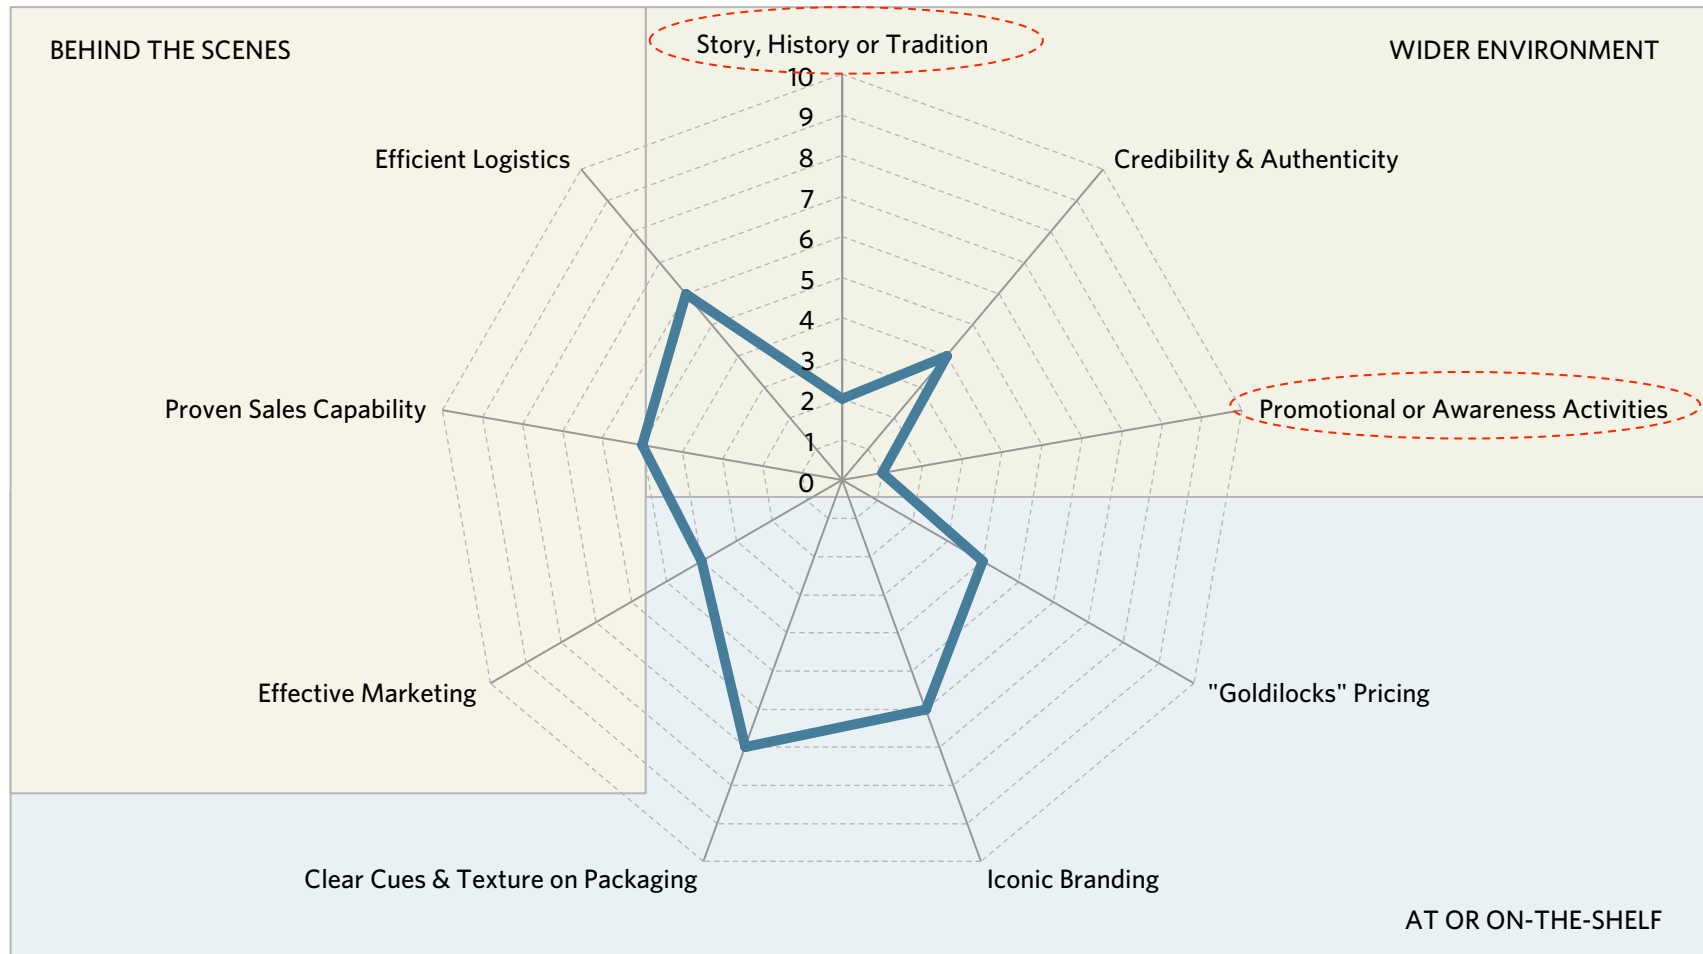 BEHIND THE SCENES
Story, History or Tradition
WIDER ENVIRONMENT
10
9
8
7
6
5
4
3
2
1
0
Efficient Logistics
Credibility & Authenticity
Proven Sales Capability
Promotional or Awareness Activities
Effective Marketing
"Goldilocks" Pricing
Clear Cues & Texture on Packaging
Iconic Branding
AT OR ON-THE-SHELF